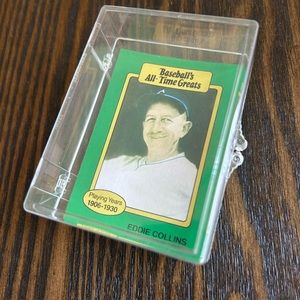 Baseball's
All-Time Greats
Playing Years
1906-1930
EDDIE COLLINS